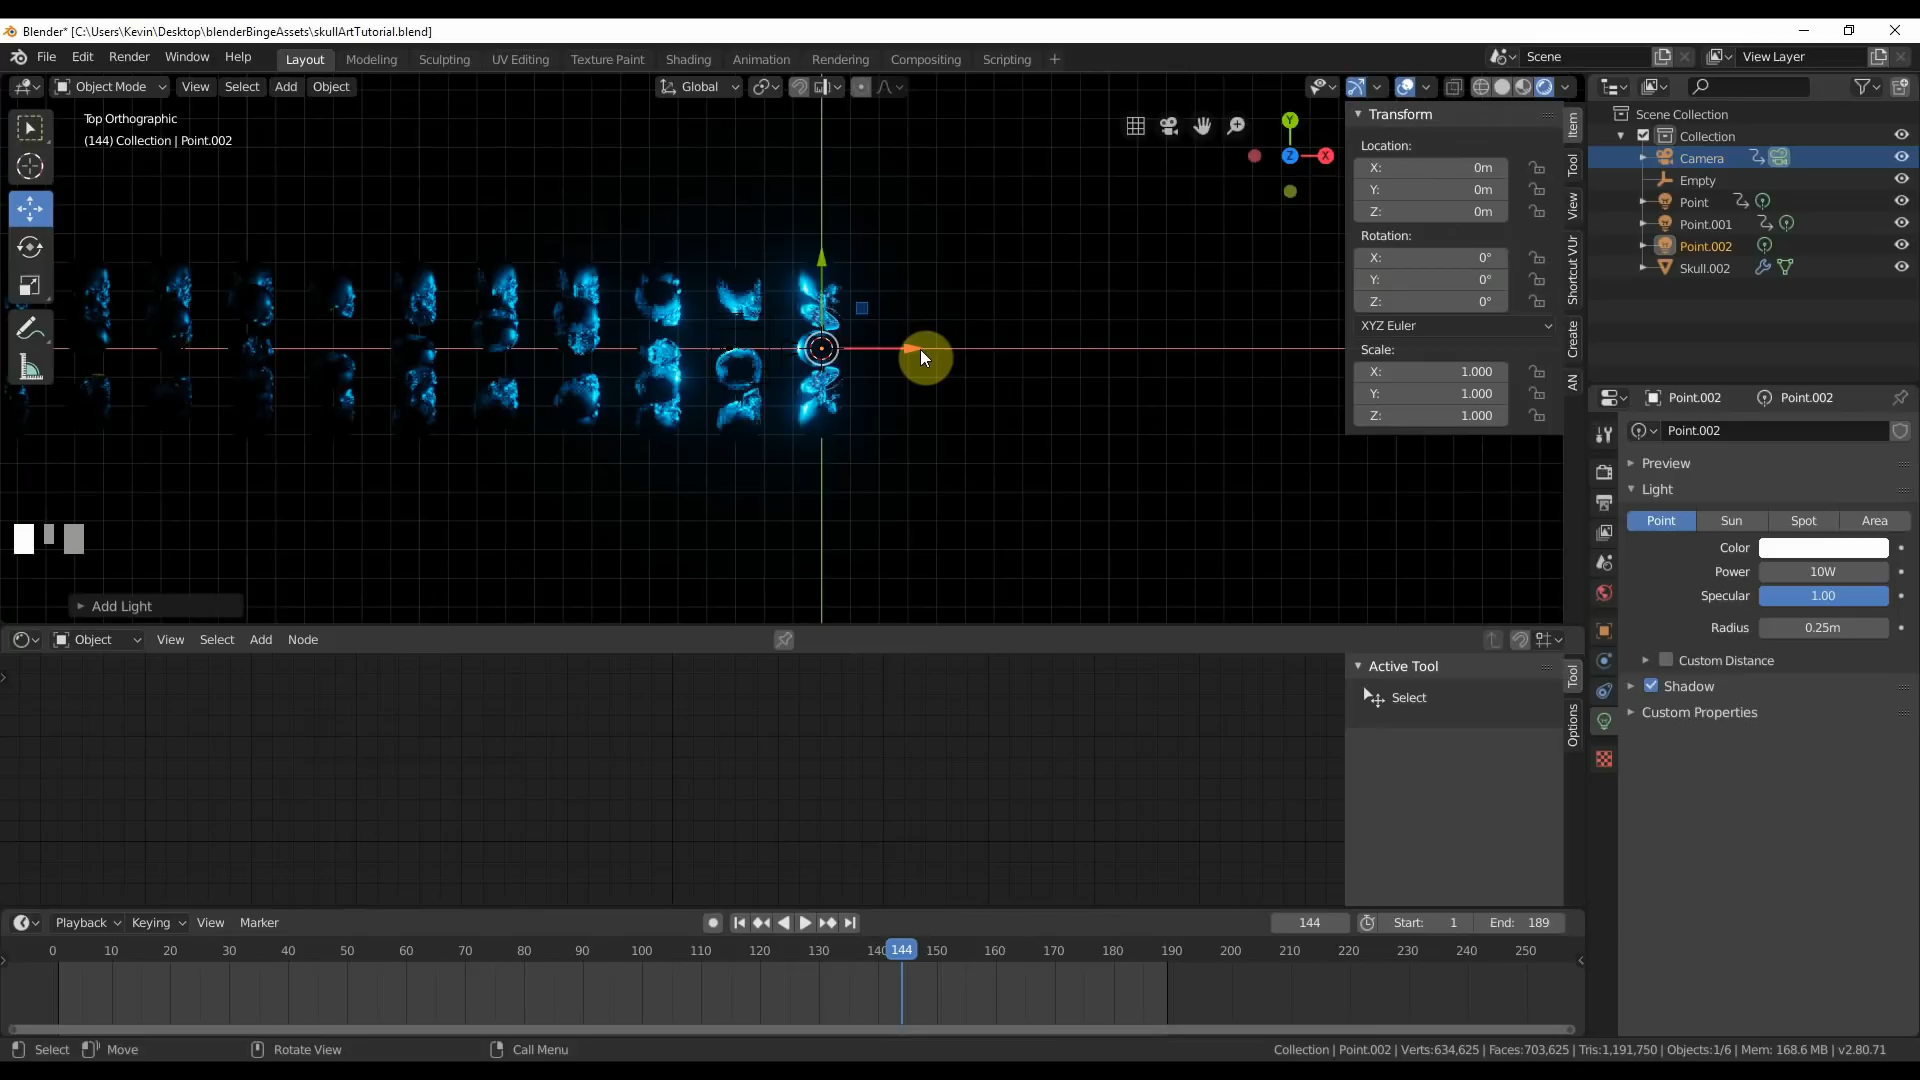 Blender* [C:\Users\Kevin\Desktop\blenderBingeAssets\skullArtTutorial.blend]
File Edit Render Window Help Layout Modeling Sculpting UV Editing Texture Paint Shading Animation Rendering Compositing Scripting + Scene View Layer
Object Mode View Select Add Object Global
Top Orthographic
(144) Collection | Point.002
Y
Z
X
Transform
Location:
X: 0m
Y: 0m
Z: 0m
Rotation:
X: 0°
Y: 0°
Z: 0°
XYZ Euler
Scale:
X: 1.000
Y: 1.000
Z: 1.000
Item
Tool
View
Shortcut VUr
Create
AN
Scene Collection
Collection
Camera
Empty
Point
Point.001
Point.002
Skull.002
Point.002 Point.002
Point.002
Preview
Light
Point Sun Spot Area
Color
Power 10W
Specular 1.00
Radius 0.25m
Custom Distance
Shadow
Custom Properties
Add Light
Object View Select Add Node
Active Tool
Select
Tool
Options
Playback Keying View Marker 144 Start: 1 End: 189
0 10 20 30 40 50 60 70 80 90 100 110 120 130 140 144 150 160 170 180 190 200 210 220 230 240 250
Select Move Rotate View Call Menu Collection | Point.002 | Verts:634,625 | Faces:703,625 | Tris:1,191,750 | Objects:1/6 | Mem: 168.6 MB | v2.80.71